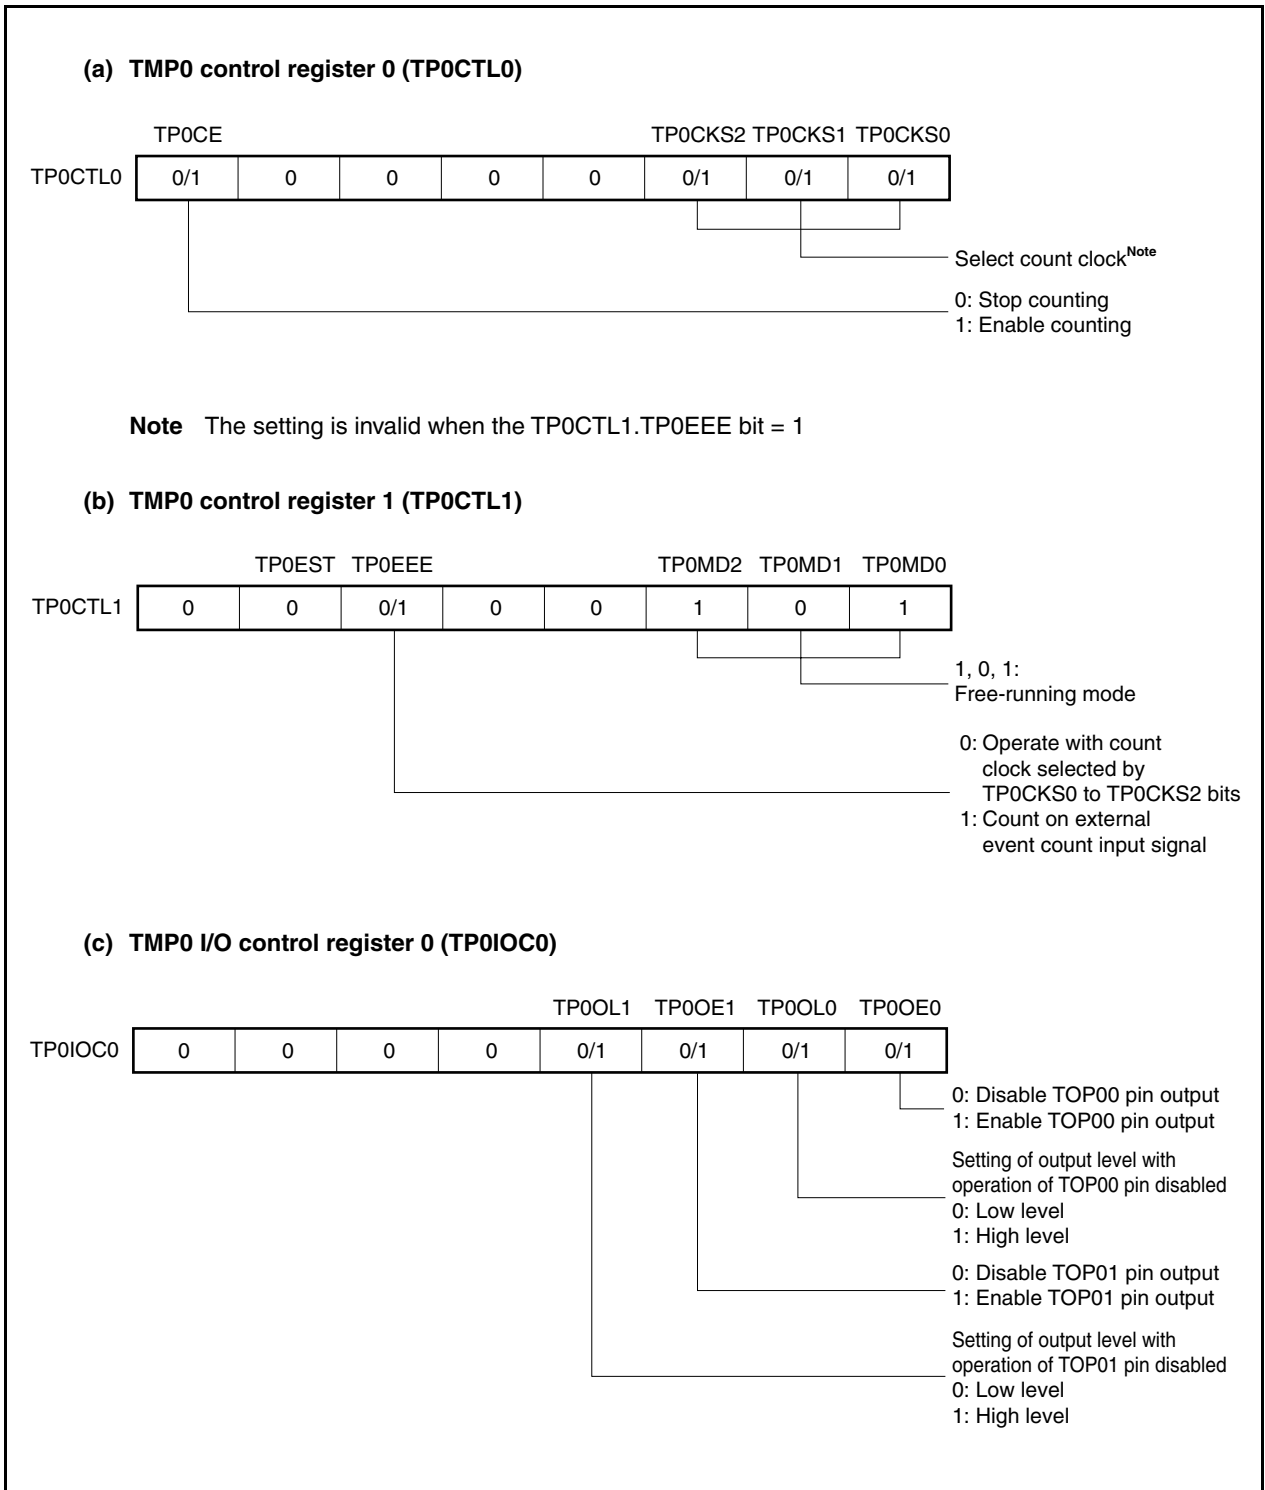 (a) TMP0 control register 0 (TP0CTL0)
TP0CE TP0CKS2 TP0CKS1 TP0CKS0
TP0CTL0 0/1 0 0 0 0 0/1 0/1 0/1
Select count clockNote
0: Stop counting
1: Enable counting
Note The setting is invalid when the TP0CTL1.TP0EEE bit = 1
(b) TMP0 control register 1 (TP0CTL1)
TP0EST TP0EEE TP0MD2 TP0MD1 TP0MD0
TP0CTL1 0 0 0/1 0 0 1 0 1
1, 0, 1:
Free-running mode
0: Operate with count
clock selected by
TP0CKS0 to TP0CKS2 bits
1: Count on external
event count input signal
(c) TMP0 I/O control register 0 (TP0IOC0)
TP0OL1 TP0OE1 TP0OL0 TP0OE0
TP0IOC0 0 0 0 0 0/1 0/1 0/1 0/1
0: Disable TOP00 pin output
1: Enable TOP00 pin output
Setting of output level with
operation of TOP00 pin disabled
0: Low level
1: High level
0: Disable TOP01 pin output
1: Enable TOP01 pin output
Setting of output level with
operation of TOP01 pin disabled
0: Low level
1: High level